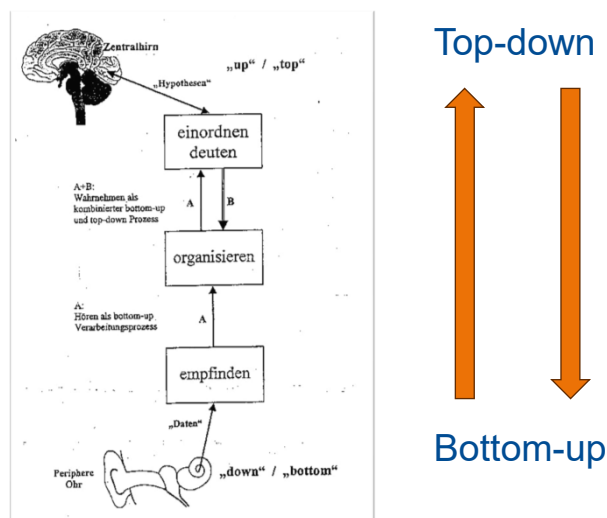 Zentralhirn
„up“ / „top“
„Hypothesen“
einordnen
deuten
A+B:
Wahrnehmen als
kombinierter bottom-up
und top-down Prozess
A
B
organisieren
A:
Hören als bottom-up
Verarbeitungsprozess
A
empfinden
„Daten“
Periphere
Ohr
„down“ / „bottom“
Top-down
Bottom-up